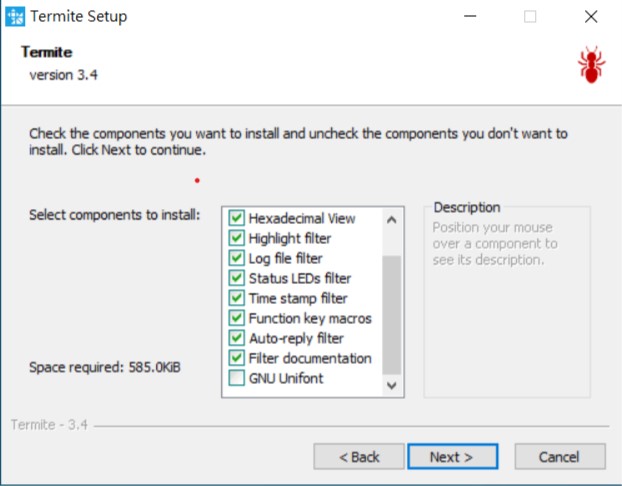 Termite Setup
Termite
version 3.4
Check the components you want to install and uncheck the components you don't want to
install. Click Next to continue.
Select components to install:
Hexadecimal View
Highlight filter
Log file filter
Status LEDs filter
Time stamp filter
Function key macros
Auto-reply filter
Filter documentation
GNU Unifont
Description
Position your mouse
over a component to
see its description.
Space required: 585.0KiB
Termite - 3.4
< Back
Next >
Cancel